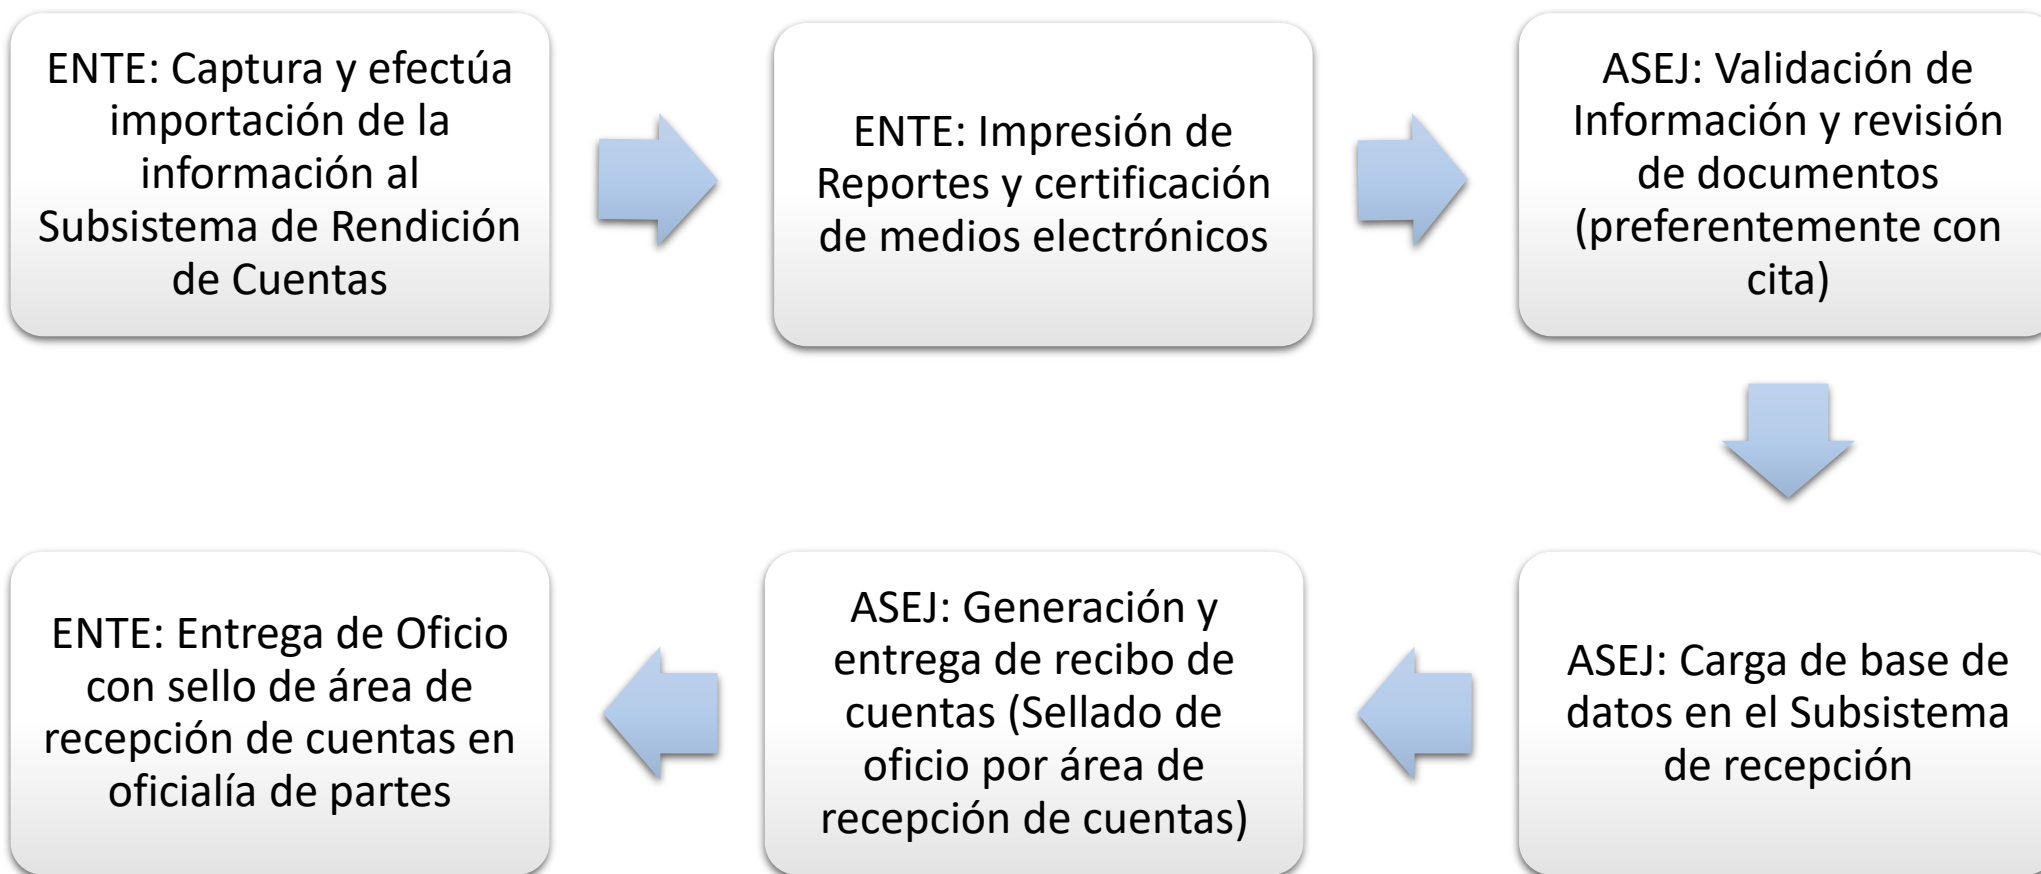 ENTE: Captura y efectúa
importación de la
información al
Subsistema de Rendición
de Cuentas
ENTE: Impresión de
Reportes y certificación
de medios electrónicos
ASEJ: Validación de
Información y revisión
de documentos
(preferentemente con
cita)
ASEJ: Carga de base de
datos en el Subsistema
de recepción
ASEJ: Generación y
entrega de recibo de
cuentas (Sellado de
oficio por área de
recepción de cuentas)
ENTE: Entrega de Oficio
con sello de área de
recepción de cuentas en
oficialía de partes